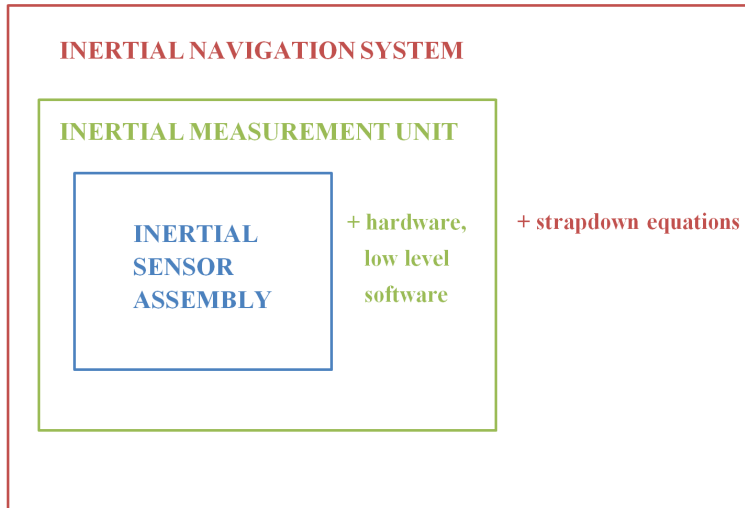 INERTIAL NAVIGATION SYSTEM
INERTIAL MEASUREMENT UNIT
INERTIAL
SENSOR
ASSEMBLY
+ hardware,
low level
software
+ strapdown equations